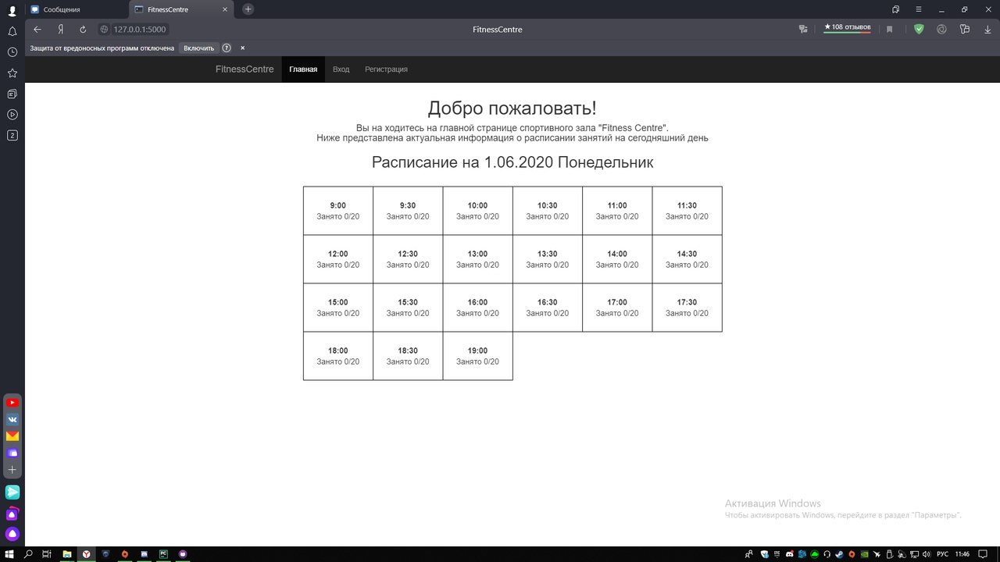 Сообщения
FitnessCentre
127.0.0.1:5000
FitnessCentre
★ 108 отзывов
Защита от вредоносных программ отключена
Включить
FitnessCentre
Главная
Вход
Регистрация
Добро пожаловать!
Вы на ходитесь на главной странице спортивного зала "Fitness Centre".
Ниже представлена актуальная информация о расписании занятий на сегодняшний день
Расписание на 1.06.2020 Понедельник
9:00
Занято 0/20
9:30
Занято 0/20
10:00
Занято 0/20
10:30
Занято 0/20
11:00
Занято 0/20
11:30
Занято 0/20
12:00
Занято 0/20
12:30
Занято 0/20
13:00
Занято 0/20
13:30
Занято 0/20
14:00
Занято 0/20
14:30
Занято 0/20
15:00
Занято 0/20
15:30
Занято 0/20
16:00
Занято 0/20
16:30
Занято 0/20
17:00
Занято 0/20
17:30
Занято 0/20
18:00
Занято 0/20
18:30
Занято 0/20
19:00
Занято 0/20
2
Активация Windows
Чтобы активировать Windows, перейдите в раздел "Параметры".
РУС
11:46